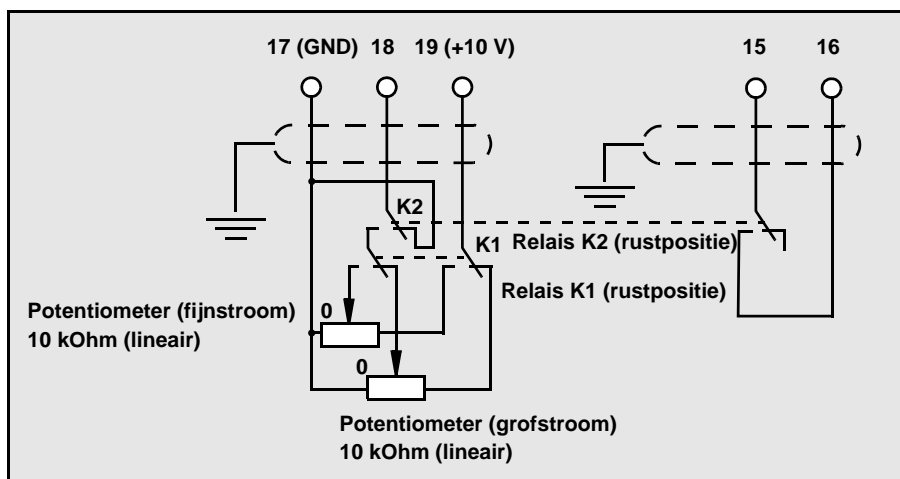 17 (GND) 18 19 (+10 V) 15 16
K2
K1 Relais K2 (rustpositie)
Relais K1 (rustpositie)
Potentiometer (fijnstroom) 0
10 kOhm (lineair)
0
Potentiometer (grofstroom)
10 kOhm (lineair)